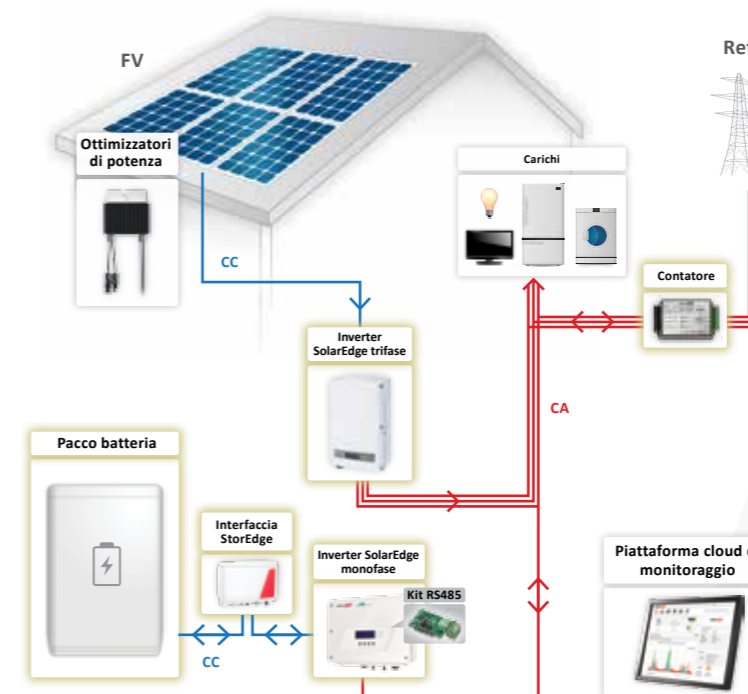 FV
Ottimizzatori
di potenza
CC
Carichi
Contatore
Inverter
SolarEdge trifase
CA
Pacco batteria
Interfaccia
StorEdge
Inverter SolarEdge
monofase
Kit RS485
CC
Piattaforma cloud
monitoraggio